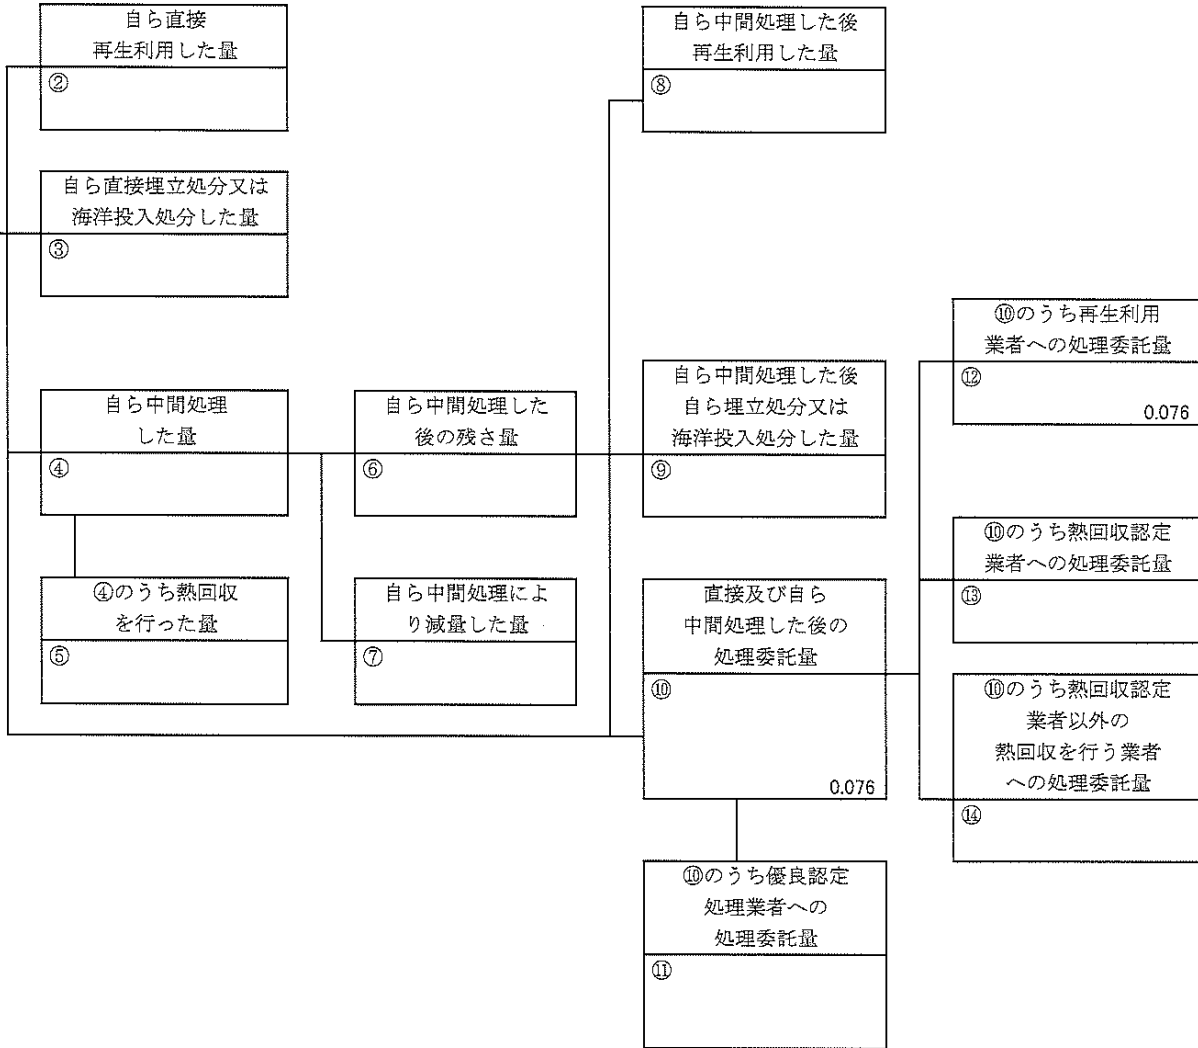 自ら直接
再生利用した量
②
自ら直接埋立処分又は
海洋投入処分した量
③
自ら中間処理
した量
④
④のうち熱回収
を行った量
⑤
自ら中間処理した
後の残さ量
⑥
自ら中間処理によ
り減量した量
⑦
自ら中間処理した後
再生利用した量
⑧
自ら中間処理した後
自ら埋立処分又は
海洋投入処分した量
⑨
直接及び自ら
中間処理した後の
処理委託量
⑩
0.076
⑩のうち優良認定
処理業者への
処理委託量
⑪
⑩のうち再生利用
業者への処理委託量
⑫
0.076
⑩のうち熱回収認定
業者への処理委託量
⑬
⑩のうち熱回収認定
業者以外の
熱回収を行う業者
への処理委託量
⑭